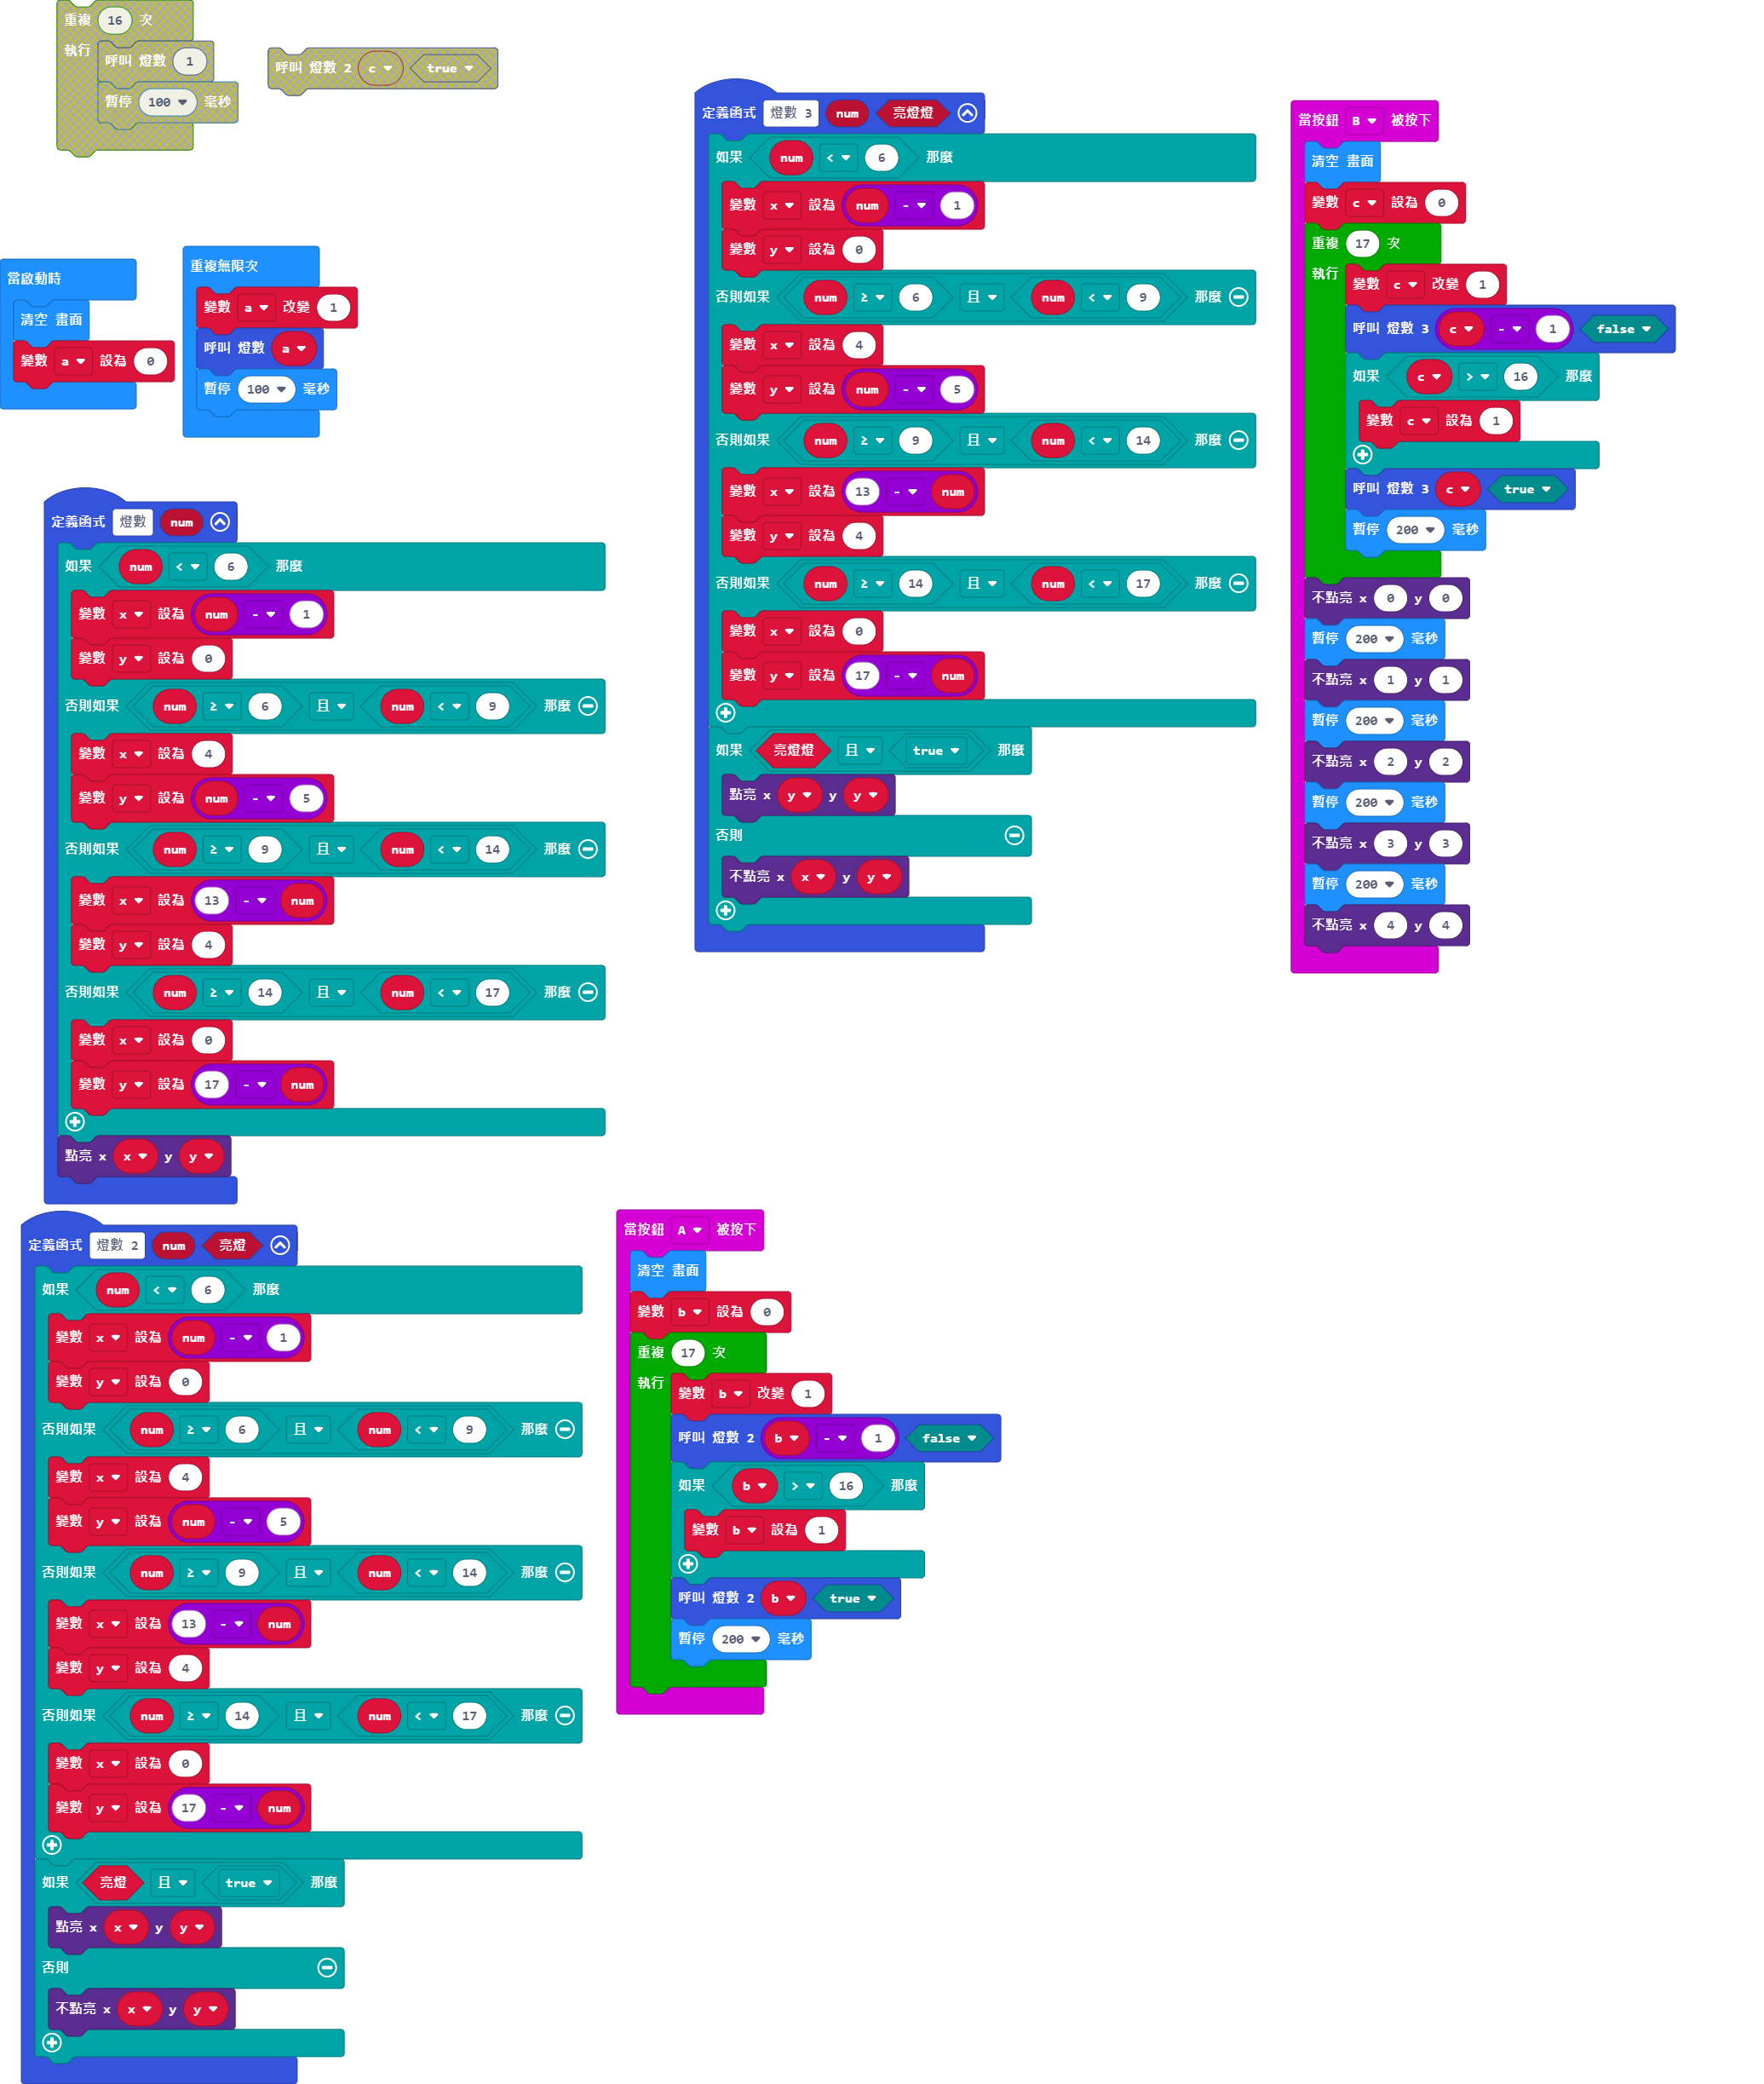 重複 16 次
執行
呼叫 燈數 1
暫停 100 毫秒
呼叫 燈數 2 c true
當啟動時
清空 畫面
變數 a 設為 0
重複無限次
變數 a 改變 1
呼叫 燈數 a
暫停 100 毫秒
定義函式 燈數 num
如果 num < 6 那麼
變數 x 設為 num - 1
變數 y 設為 0
否則如果 num ≥ 6 且 num < 9 那麼
變數 x 設為 4
變數 y 設為 num - 5
否則如果 num ≥ 9 且 num < 14 那麼
變數 x 設為 13 - num
變數 y 設為 4
否則如果 num ≥ 14 且 num < 17 那麼
變數 x 設為 0
變數 y 設為 17 - num
點亮 x x y y
定義函式 燈數 2 num 亮燈
如果 num < 6 那麼
變數 x 設為 num - 1
變數 y 設為 0
否則如果 num ≥ 6 且 num < 9 那麼
變數 x 設為 4
變數 y 設為 num - 5
否則如果 num ≥ 9 且 num < 14 那麼
變數 x 設為 13 - num
變數 y 設為 4
否則如果 num ≥ 14 且 num < 17 那麼
變數 x 設為 0
變數 y 設為 17 - num
如果 亮燈 且 true 那麼
點亮 x x y y
否則
不點亮 x x y y
定義函式 燈數 3 num 亮燈燈
如果 num < 6 那麼
變數 x 設為 num - 1
變數 y 設為 0
否則如果 num ≥ 6 且 num < 9 那麼
變數 x 設為 4
變數 y 設為 num - 5
否則如果 num ≥ 9 且 num < 14 那麼
變數 x 設為 13 - num
變數 y 設為 4
否則如果 num ≥ 14 且 num < 17 那麼
變數 x 設為 0
變數 y 設為 17 - num
如果 亮燈燈 且 true 那麼
點亮 x y y y
否則
不點亮 x x y y
當按鈕 A 被按下
清空 畫面
變數 b 設為 0
重複 17 次
執行
變數 b 改變 1
呼叫 燈數 2 b - 1 false
如果 b > 16 那麼
變數 b 設為 1
呼叫 燈數 2 b true
暫停 200 毫秒
當按鈕 B 被按下
清空 畫面
變數 c 設為 0
重複 17 次
執行
變數 c 改變 1
呼叫 燈數 3 c - 1 false
如果 c > 16 那麼
變數 c 設為 1
呼叫 燈數 3 c true
暫停 200 毫秒
不點亮 x 0 y 0
暫停 200 毫秒
不點亮 x 1 y 1
暫停 200 毫秒
不點亮 x 2 y 2
暫停 200 毫秒
不點亮 x 3 y 3
暫停 200 毫秒
不點亮 x 4 y 4